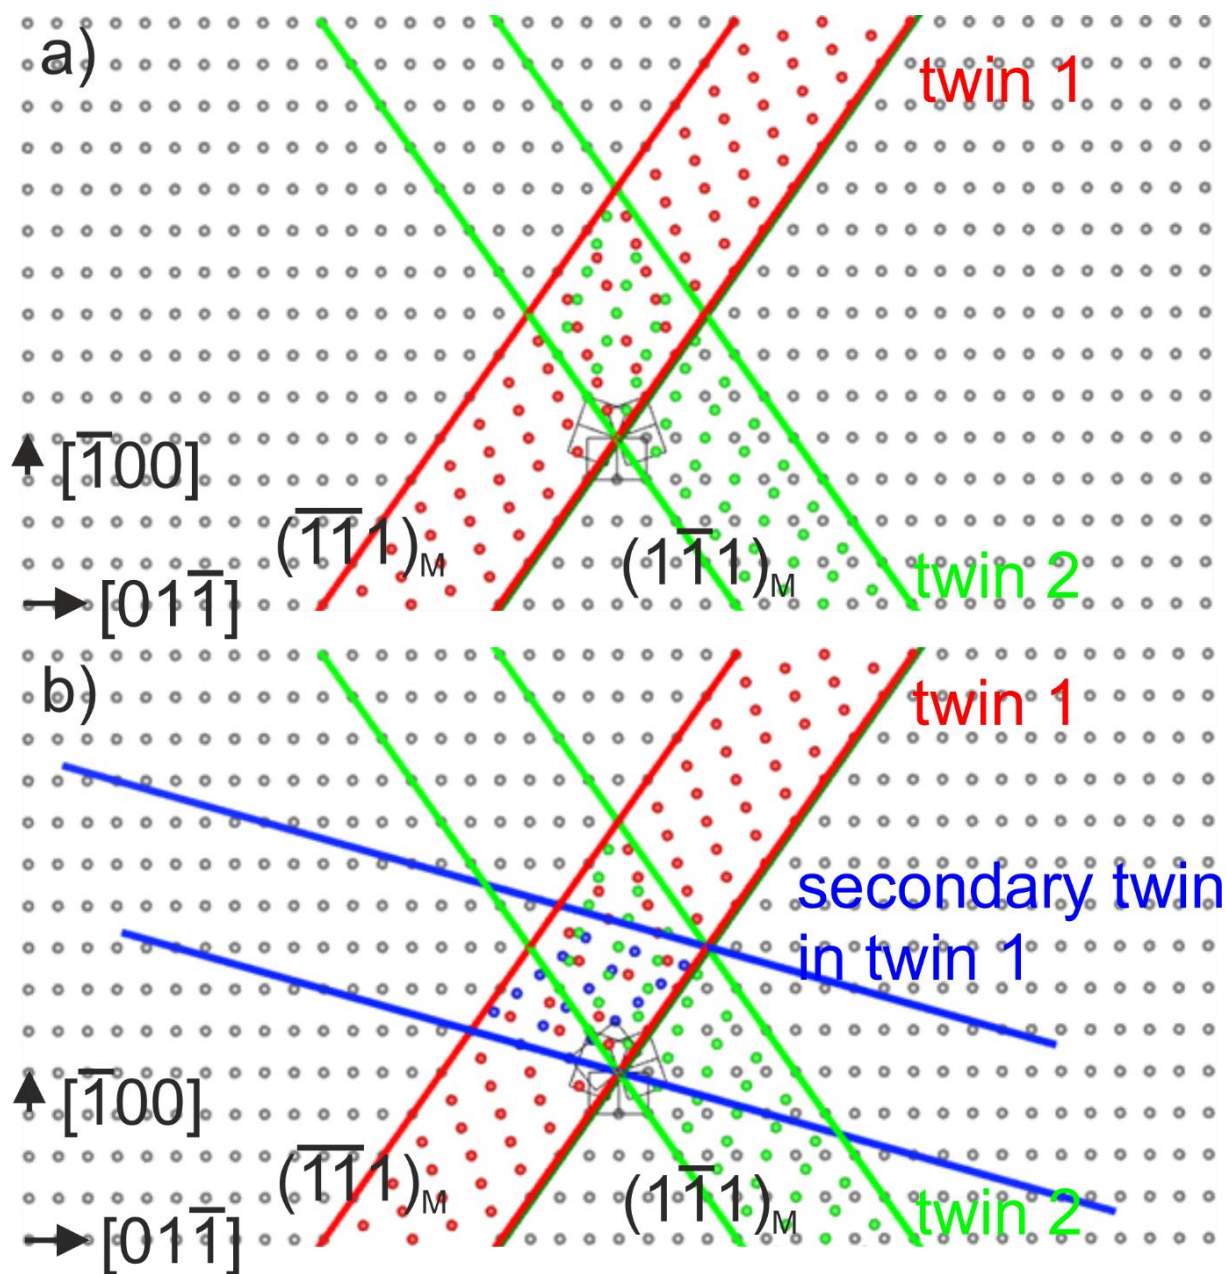 a)
twin 1
[1̅00]
(1̅1̅1)M
(11̅1)M
twin 2
[011̅]
b)
twin 1
secondary twin
in twin 1
[1̅00]
(1̅1̅1)M
(11̅1)M
twin 2
[011̅]